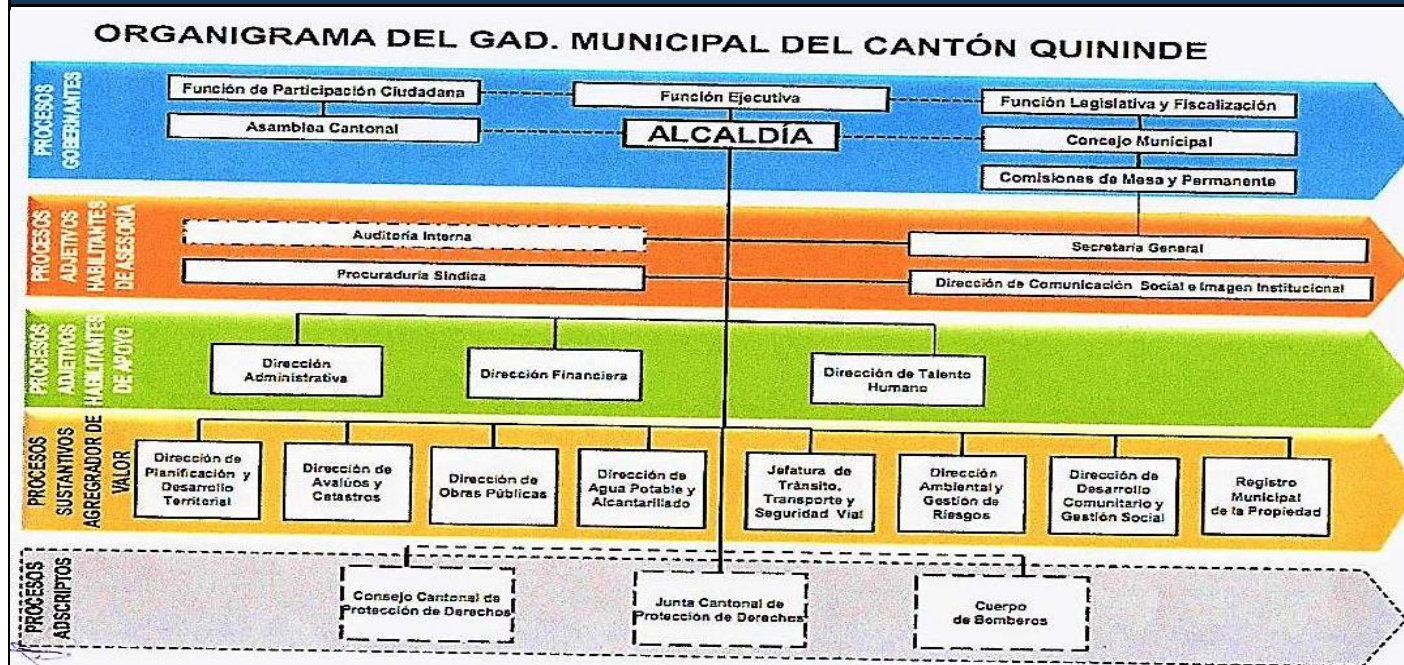 ORGANIGRAMA DEL GAD. MUNICIPAL DEL CANTÓN QUININDE
PROCESOS
GOBERNANTES
Función de Participación Ciudadana
Función Ejecutiva
Función Legislativa y Fiscalización
Asamblea Cantonal
ALCALDÍA
Concejo Municipal
Comisiones de Mesa y Permanente
PROCESOS
ADJETIVOS
HABILITANTES
DE ASESORÍA
Auditoría Interna
Secretaría General
Procuraduría Síndica
Dirección de Comunicación Social e Imagen Institucional
PROCESOS
ADJETIVOS
HABILITANTES
DE APOYO
Dirección
Administrativa
Dirección Financiera
Dirección de Talento
Humano
PROCESOS
SUSTANTIVOS
AGREGRADOR DE
VALOR
Dirección de
Planificación y
Desarrollo
Territorial
Dirección de
Avalúos y
Catastros
Dirección de
Obras Públicas
Dirección de
Agua Potable y
Alcantarillado
Jefatura de
Trànsito,
Transporte y
Seguridad Vial
Dirección
Ambiental y
Gestión de
Riesgos
Dirección de
Desarrollo
Comunitario y
Gestión Social
Registro
Municipal
de la Propiedad
PROCESOS
ADSCRIPTOS
Consejo Cantonal de
Protección de Derechos
Junta Cantonal de
Protección de Derechos
Cuerpo
de Bomberos